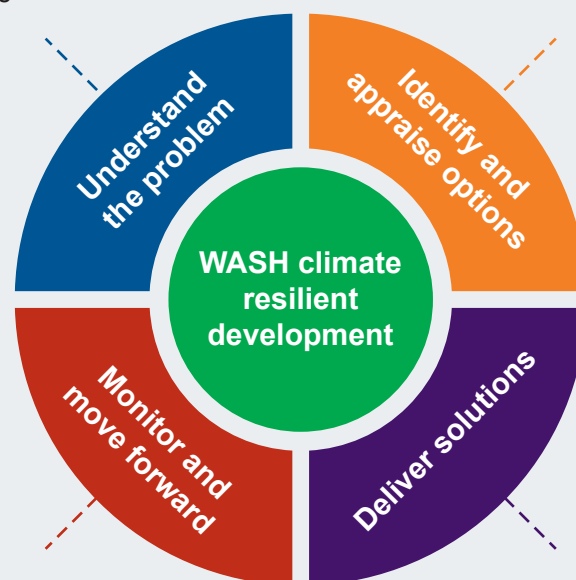 Understand
the problem
Identify and
appraise options
WASH climate
resilient
development
Monitor and
move forward
Deliver solutions